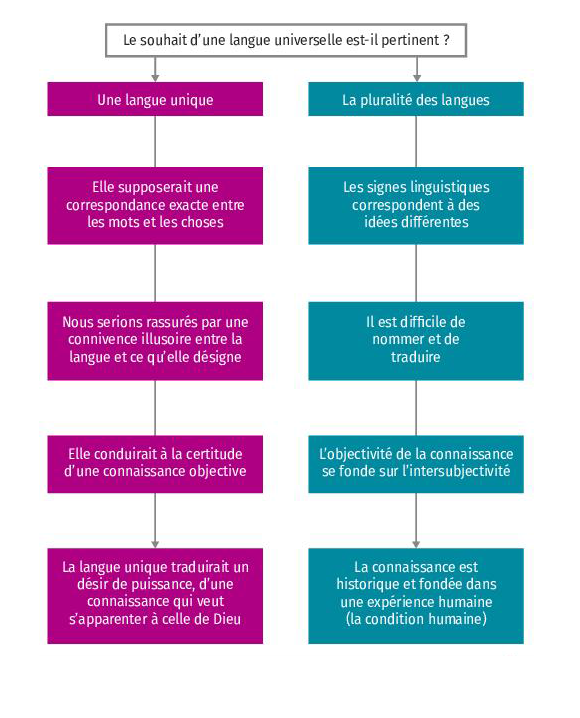 Le souhait d’une langue universelle est-il pertinent ?
Une langue unique
Elle supposerait une
correspondance exacte entre
les mots et les choses
Nous serions rassurés par une
connivence illusoire entre la
langue et ce qu’elle désigne
Elle conduirait à la certitude
d’une connaissance objective
La langue unique traduirait un
désir de puissance, d’une
connaissance qui veut
s’apparenter à celle de Dieu
La pluralité des langues
Les signes linguistiques
correspondent à des
idées différentes
Il est difficile de
nommer et de
traduire
L’objectivité de la connaissance
se fonde sur l’intersubjectivité
La connaissance est
historique et fondée dans
une expérience humaine
(la condition humaine)